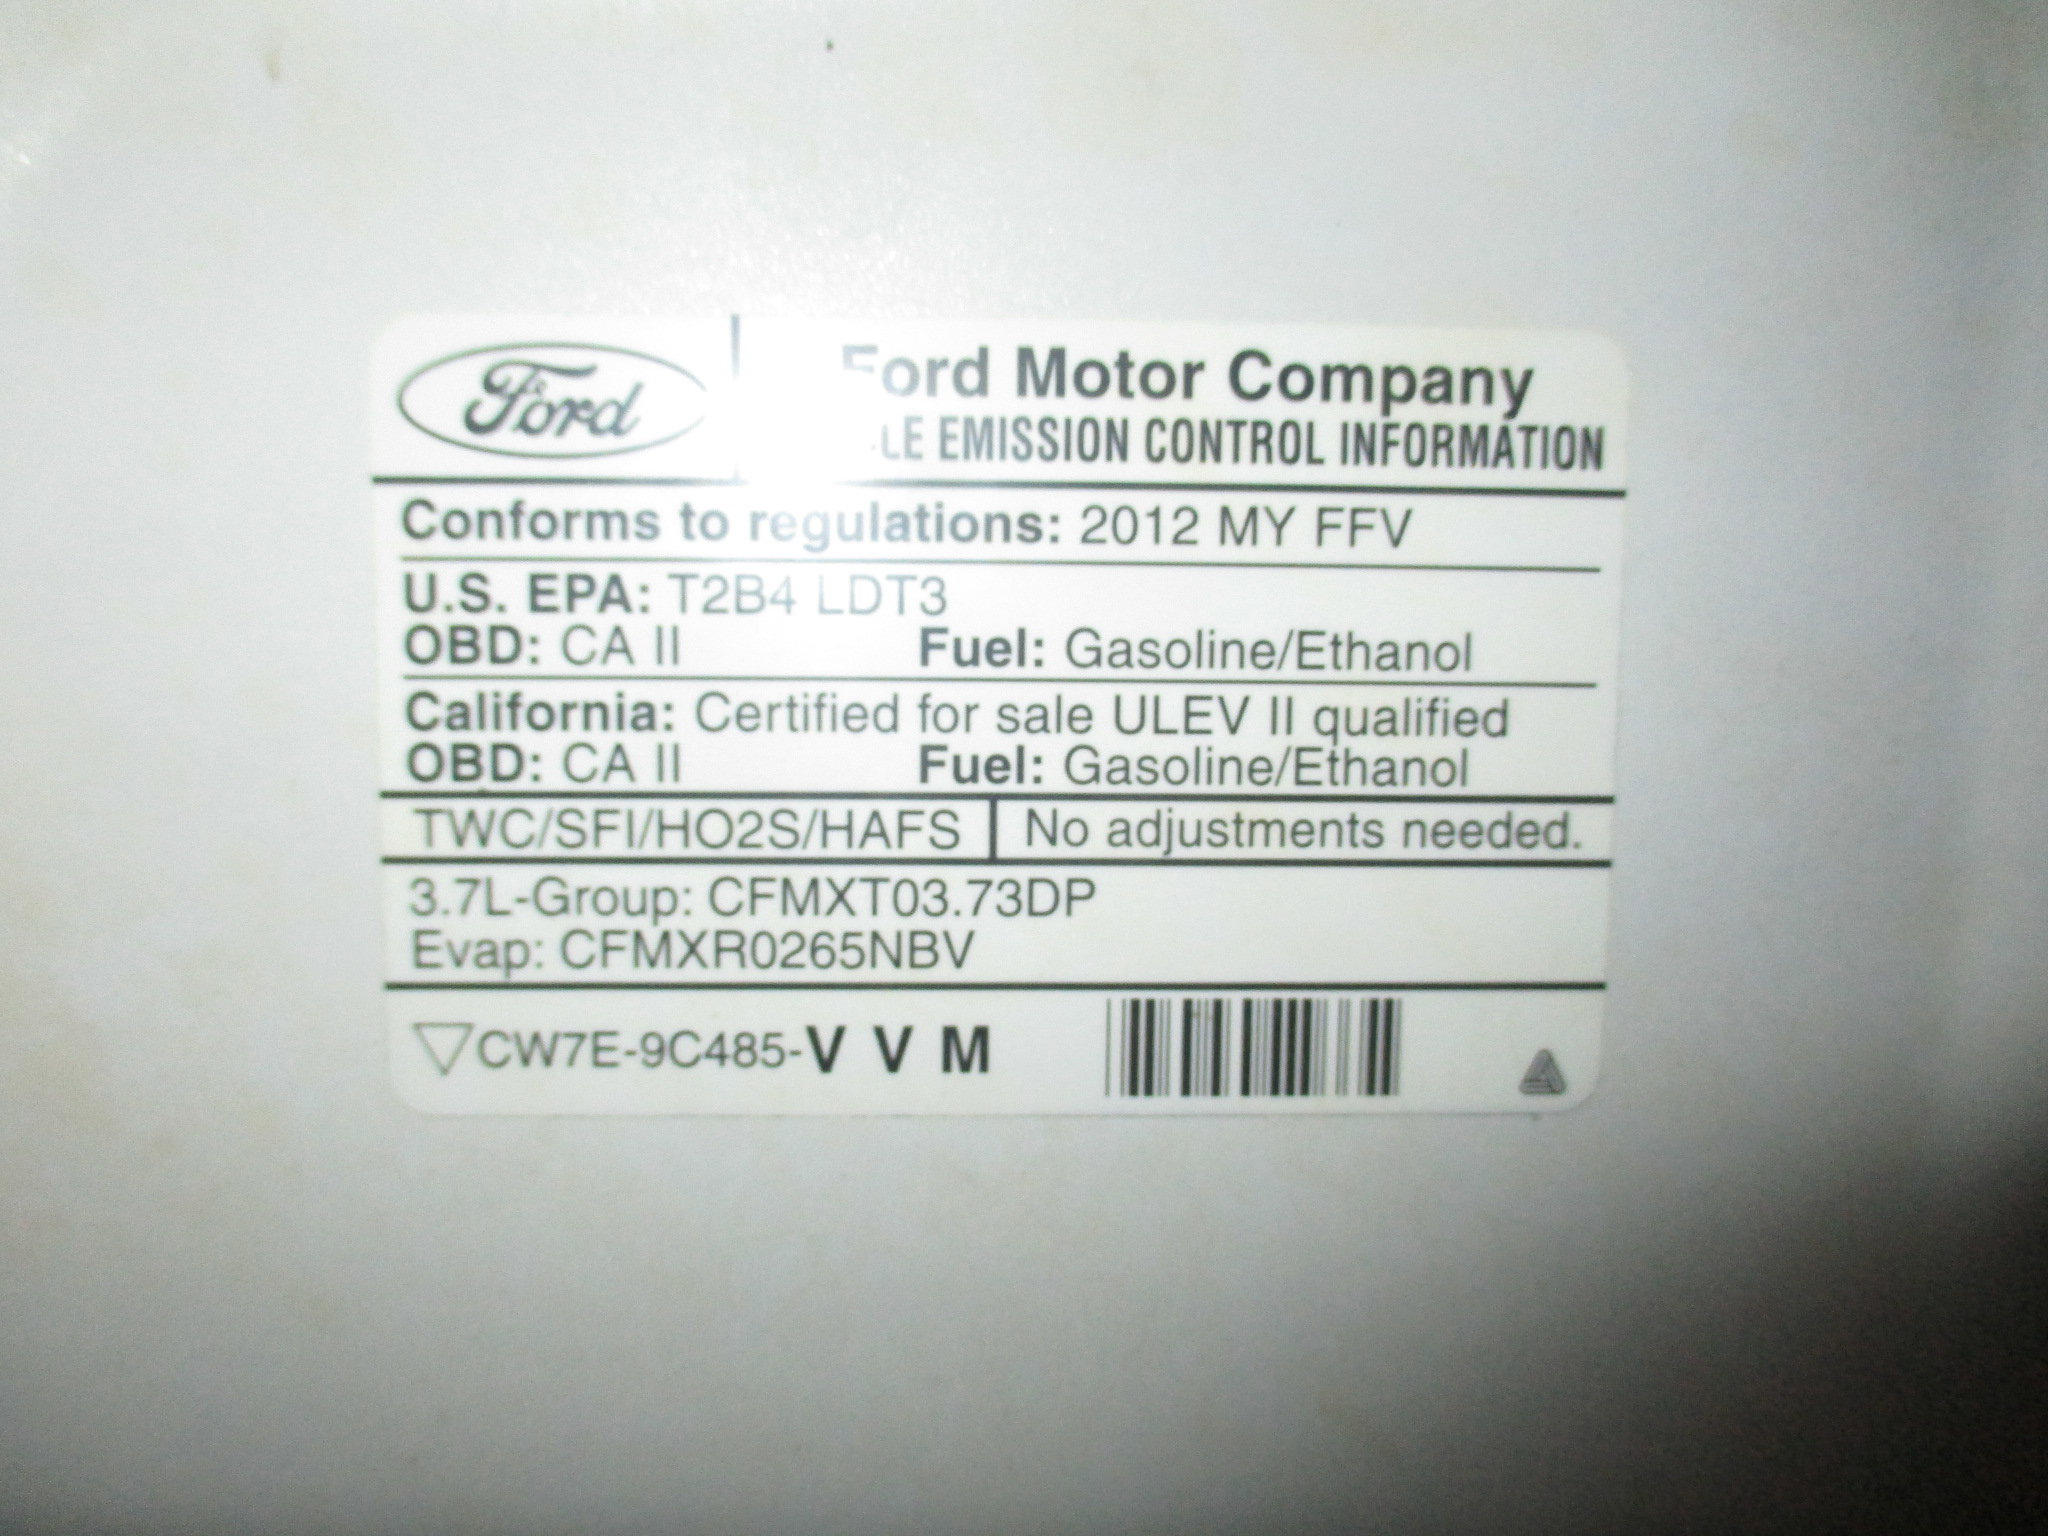 Ford
Ford Motor Company
EMISSION CONTROL INFORMATION
Conforms to regulations: 2012 MY FFV
U.S. EPA: T2B4 LDT3
OBD: CA II Fuel: Gasoline/Ethanol
California: Certified for sale ULEV II qualified
OBD: CA II Fuel: Gasoline/Ethanol
TWC/SFI/HO2S/HAFS No adjustments needed.
3.7L-Group: CFMXT03.73DP
Evap: CFMXR0265NBV
CW7E-9C485-V V M